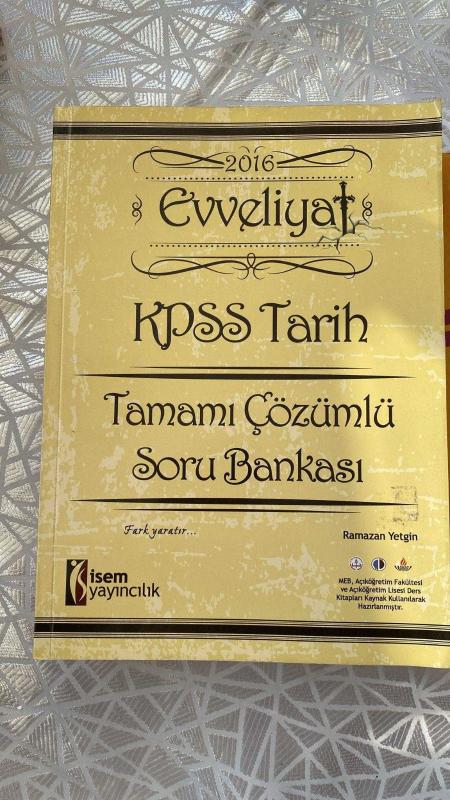 2016
Evveliyat
KPSS Tarih
Tamamı Çözümlü
Soru Bankası
Fark yaratır...
Ramazan Yetgin
isem
yayıncılık
MEB, Açıköğretim Fakültesi
ve Açıköğretim Lisesi Ders
Kitapları Kaynak Kullanılarak
Hazırlanmıştır.